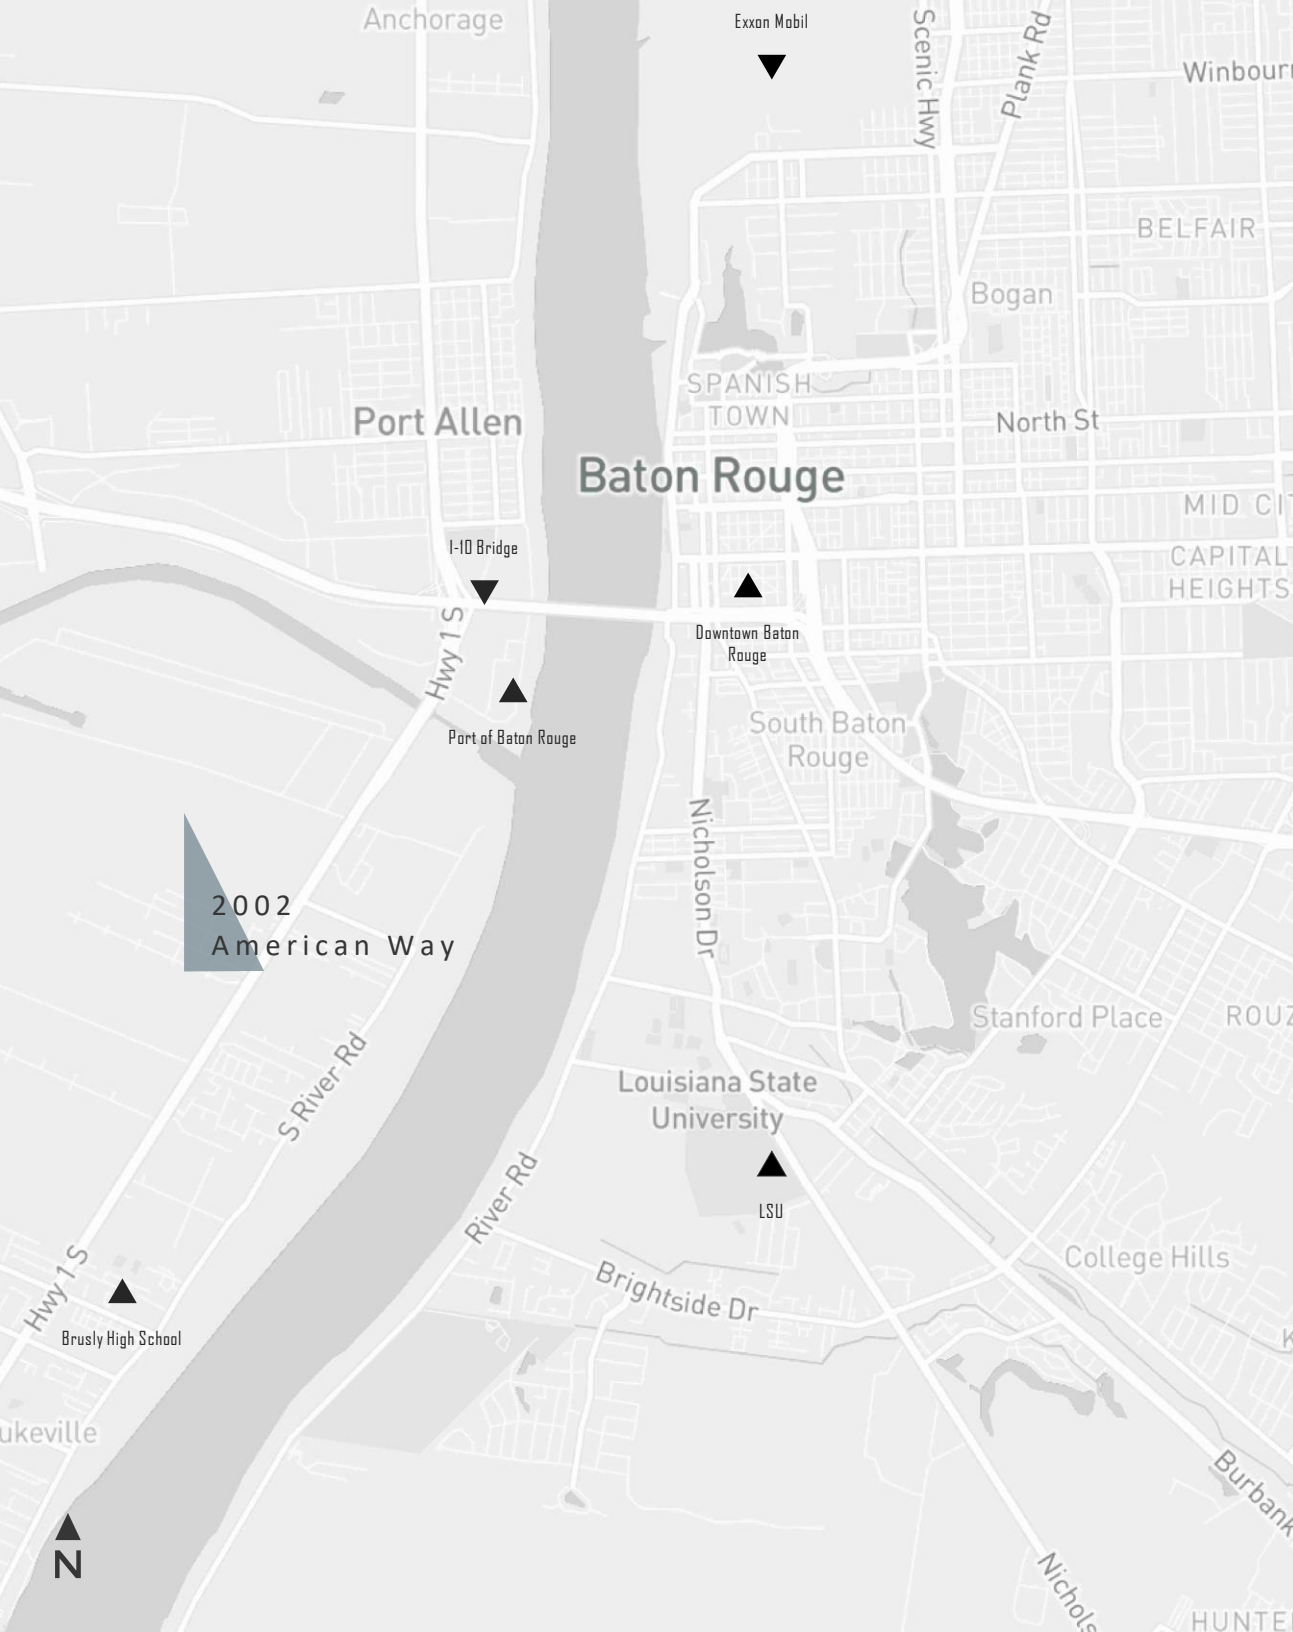 Anchorage
Exxon Mobil
Scenic Hwy
Plank Rd
Winbour
BELFAIR
Bogan
SPANISH
TOWN
Port Allen
North St
Baton Rouge
MID CI
I-10 Bridge
CAPITAL
HEIGHTS
Hwy 1 S
Downtown Baton
Rouge
Port of Baton Rouge
South Baton
Rouge
Nicholson Dr
2002
American Way
Stanford Place
ROUZ
S River Rd
Louisiana State
University
River Rd
LSU
Hwy 1 S
Brusly High School
Brightside Dr
College Hills
K
ukeville
Burbank
N
Nichols
HUNTE